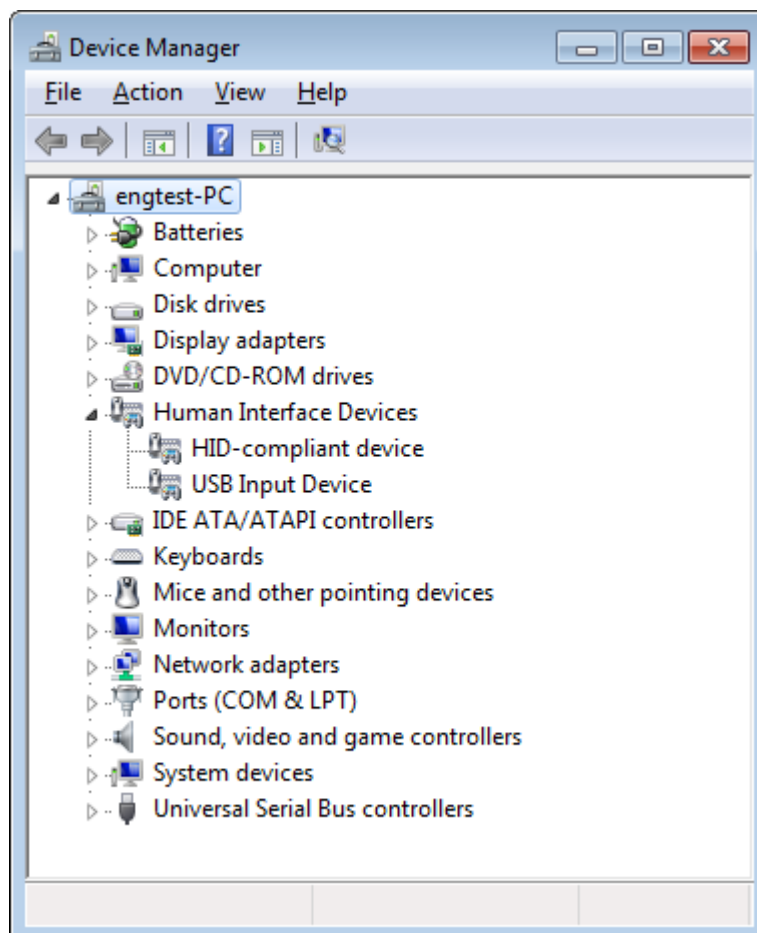 Device Manager
File Action View Help
?
engtest-PC
Batteries
Computer
Disk drives
Display adapters
DVD/CD-ROM drives
Human Interface Devices
HID-compliant device
USB Input Device
IDE ATA/ATAPI controllers
Keyboards
Mice and other pointing devices
Monitors
Network adapters
Ports (COM & LPT)
Sound, video and game controllers
System devices
Universal Serial Bus controllers